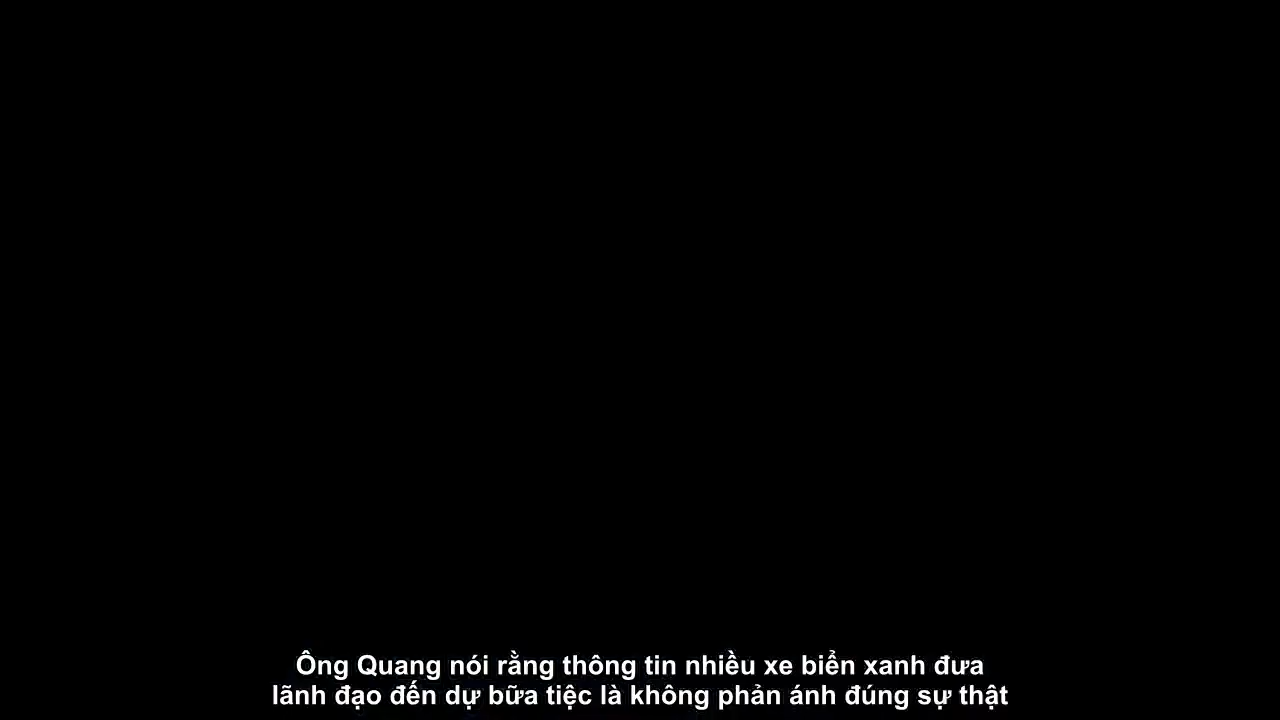 Ông Quang nói rằng thông tin nhiều xe biển xanh đưa
lãnh đạo đến dự bữa tiệc là không phản ánh đúng sự thật